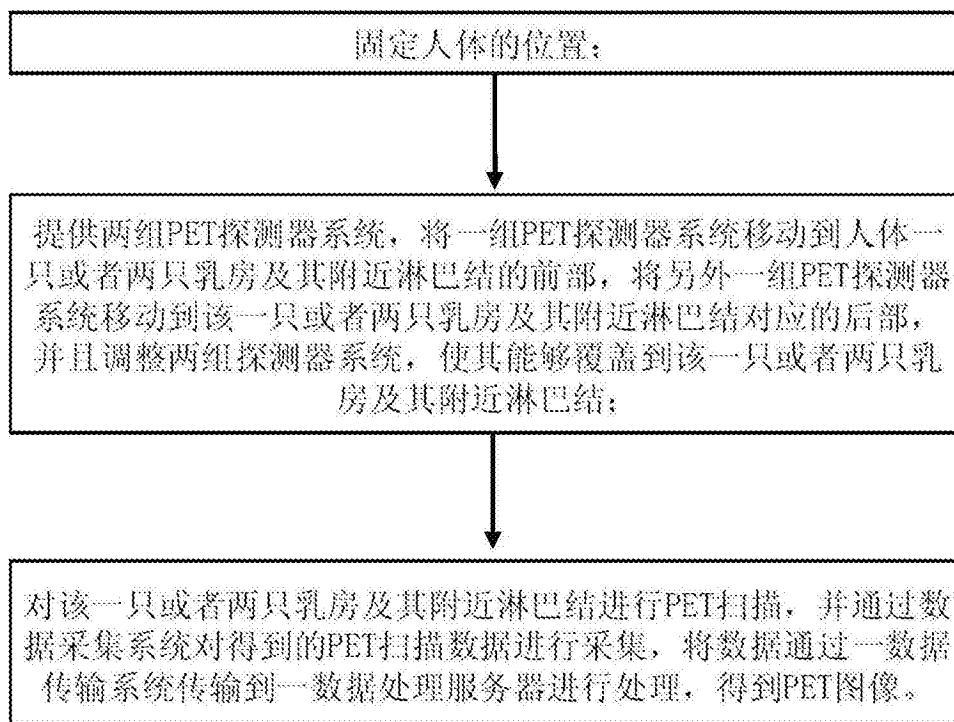 固定人体的位置；
提供两组PET探测器系统，将一组PET探测器系统移动到人体一
只或者两只乳房及其附近淋巴结的前部，将另外一组PET探测器
系统移动到该一只或者两只乳房及其附近淋巴结对应的后部，
并且调整两组探测器系统，使其能够覆盖到该一只或者两只乳
房及其附近淋巴结；
对该一只或者两只乳房及其附近淋巴结进行PET扫描，并通过数
据采集系统对得到的PET扫描数据进行采集，将数据通过一数据
传输系统传输到一数据处理服务器进行处理，得到PET图像。